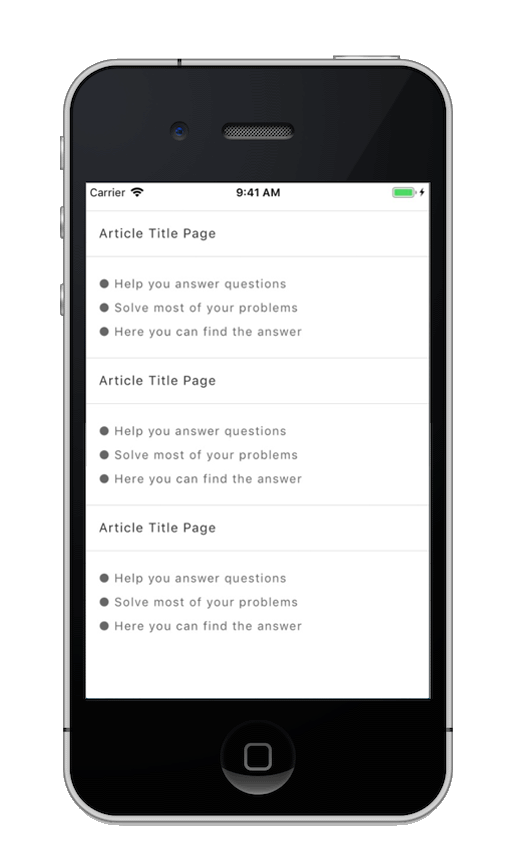 Carrier 9:41 AM
Article Title Page
● Help you answer questions
● Solve most of your problems
● Here you can find the answer
Article Title Page
● Help you answer questions
● Solve most of your problems
● Here you can find the answer
Article Title Page
● Help you answer questions
● Solve most of your problems
● Here you can find the answer